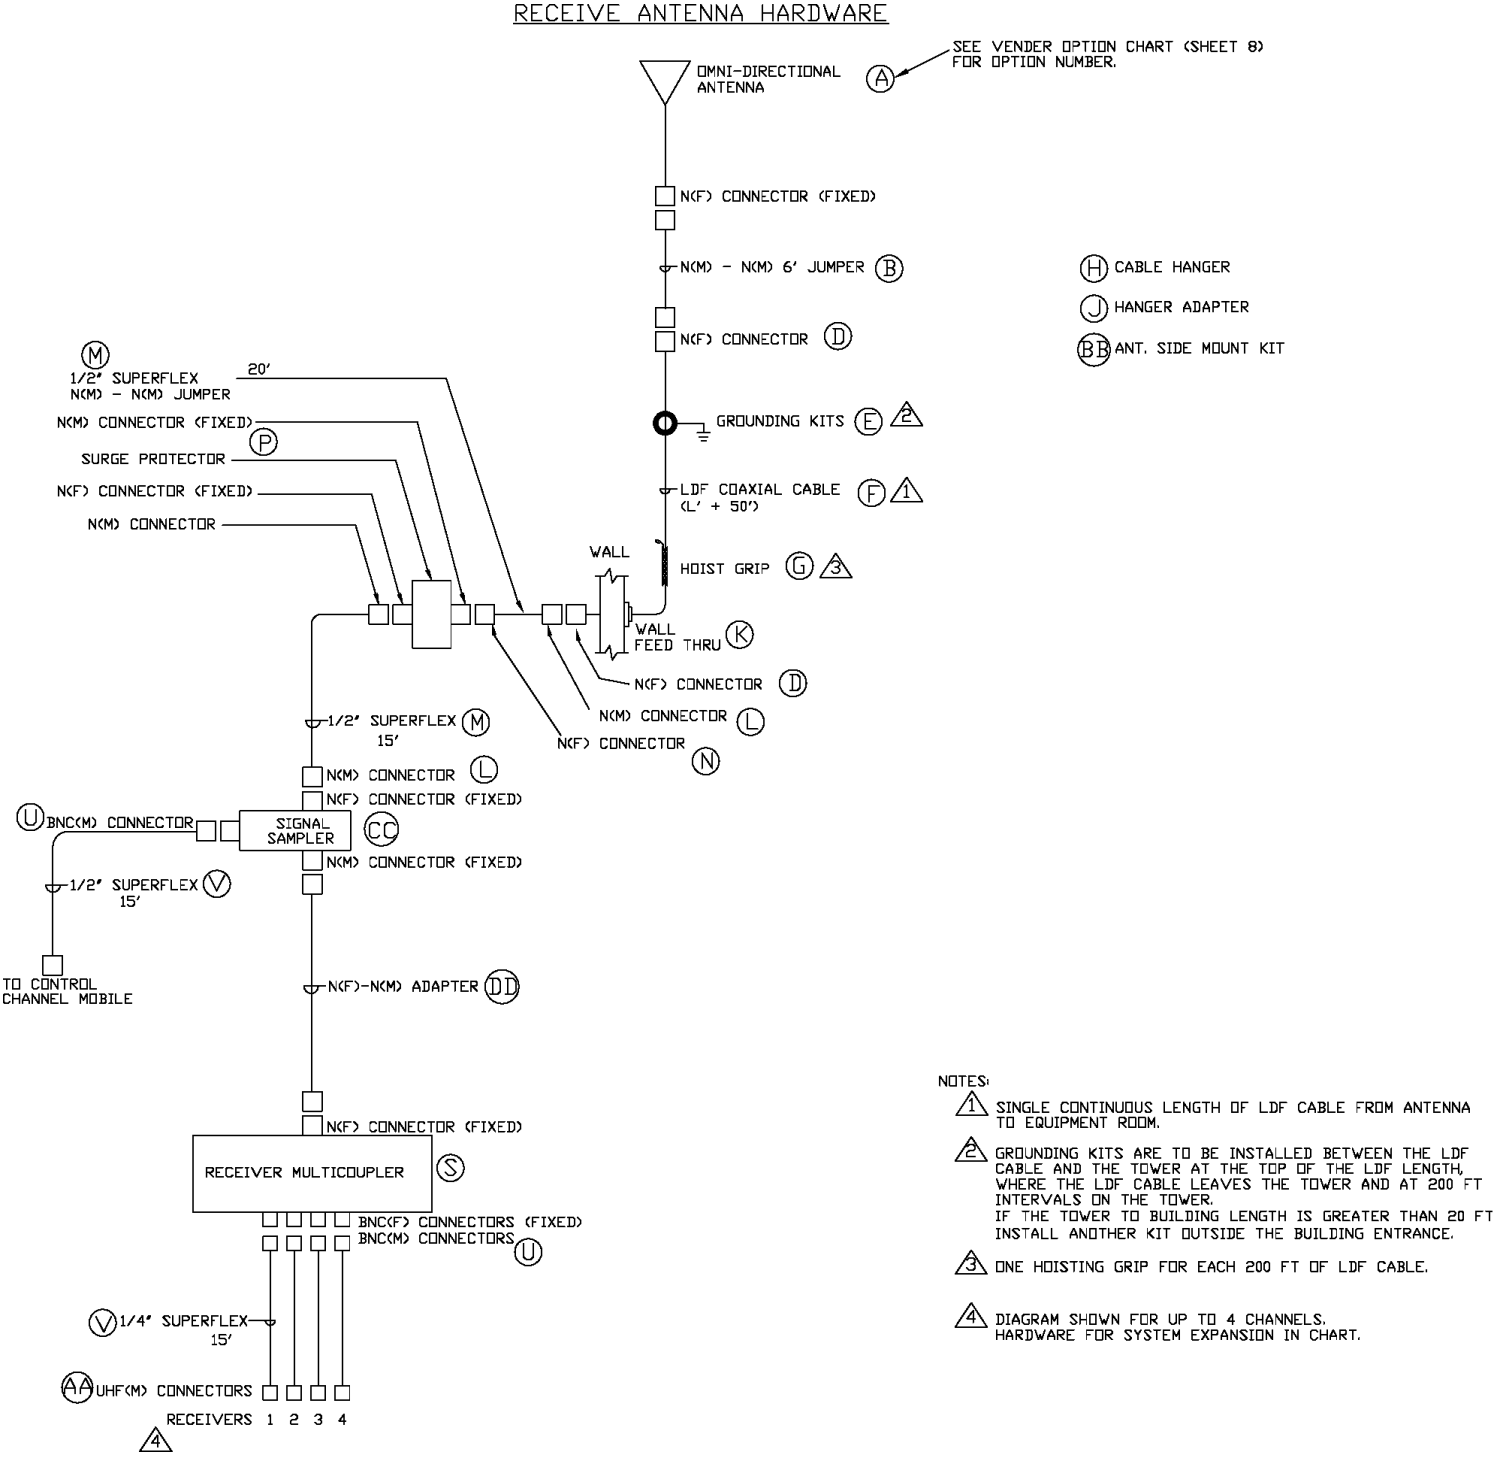 RECEIVE ANTENNA HARDWARE
SEE VENDER OPTION CHART (SHEET 8)
FOR OPTION NUMBER.
OMNI-DIRECTIONAL
ANTENNA
A
N(F) CONNECTOR (FIXED)
N(M) - N(M) 6' JUMPER B
N(F) CONNECTOR D
H CABLE HANGER
J HANGER ADAPTER
BB ANT. SIDE MOUNT KIT
M
1/2" SUPERFLEX
N(M) - N(M) JUMPER
20'
N(M) CONNECTOR (FIXED)
P
SURGE PROTECTOR
N(F) CONNECTOR (FIXED)
N(M) CONNECTOR
GROUNDING KITS E 2
LDF COAXIAL CABLE F 1
(L' + 50')
WALL
HOIST GRIP G 3
WALL
FEED THRU K
N(F) CONNECTOR D
N(M) CONNECTOR L
N(F) CONNECTOR N
1/2" SUPERFLEX M
15'
N(M) CONNECTOR L
N(F) CONNECTOR (FIXED)
U BNC(M) CONNECTOR
SIGNAL
SAMPLER
CC
N(M) CONNECTOR (FIXED)
1/2" SUPERFLEX V
15'
TO CONTROL
CHANNEL MOBILE
N(F)-N(M) ADAPTER DD
N(F) CONNECTOR (FIXED)
RECEIVER MULTICOUPLER S
BNC(F) CONNECTORS (FIXED)
BNC(M) CONNECTORS U
V 1/4" SUPERFLEX
15'
AA UHF(M) CONNECTORS
RECEIVERS 1 2 3 4
4
NOTES:
1 SINGLE CONTINUOUS LENGTH OF LDF CABLE FROM ANTENNA
TO EQUIPMENT ROOM.
2 GROUNDING KITS ARE TO BE INSTALLED BETWEEN THE LDF
CABLE AND THE TOWER AT THE TOP OF THE LDF LENGTH,
WHERE THE LDF CABLE LEAVES THE TOWER AND AT 200 FT
INTERVALS ON THE TOWER.
IF THE TOWER TO BUILDING LENGTH IS GREATER THAN 20 FT
INSTALL ANOTHER KIT OUTSIDE THE BUILDING ENTRANCE.
3 ONE HOISTING GRIP FOR EACH 200 FT OF LDF CABLE.
4 DIAGRAM SHOWN FOR UP TO 4 CHANNELS.
HARDWARE FOR SYSTEM EXPANSION IN CHART.